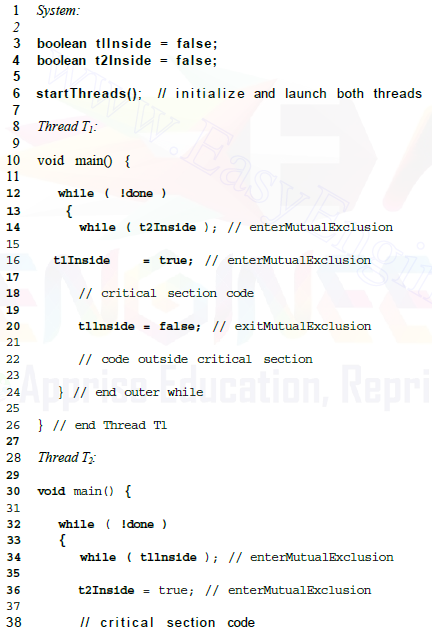 1 System:
2
3 boolean tlInside = false;
4 boolean t2Inside = false;
5
6 startThreads(); // initialize and launch both threads
7
8 Thread T1:
9
10 void main() {
11
12 while ( !done )
13 {
14 while ( t2Inside ); // enterMutualExclusion
15
16 t1Inside = true; // enterMutualExclusion
17
18 // critical section code
19
20 tlInside = false; // exitMutualExclusion
21
22 // code outside critical section
23
24 } // end outer while
25
26 } // end Thread T1
27
28 Thread T2:
29
30 void main() {
31
32 while ( !done )
33 {
34 while ( tlInside ); // enterMutualExclusion
35
36 t2Inside = true; // enterMutualExclusion
37
38 // critical section code